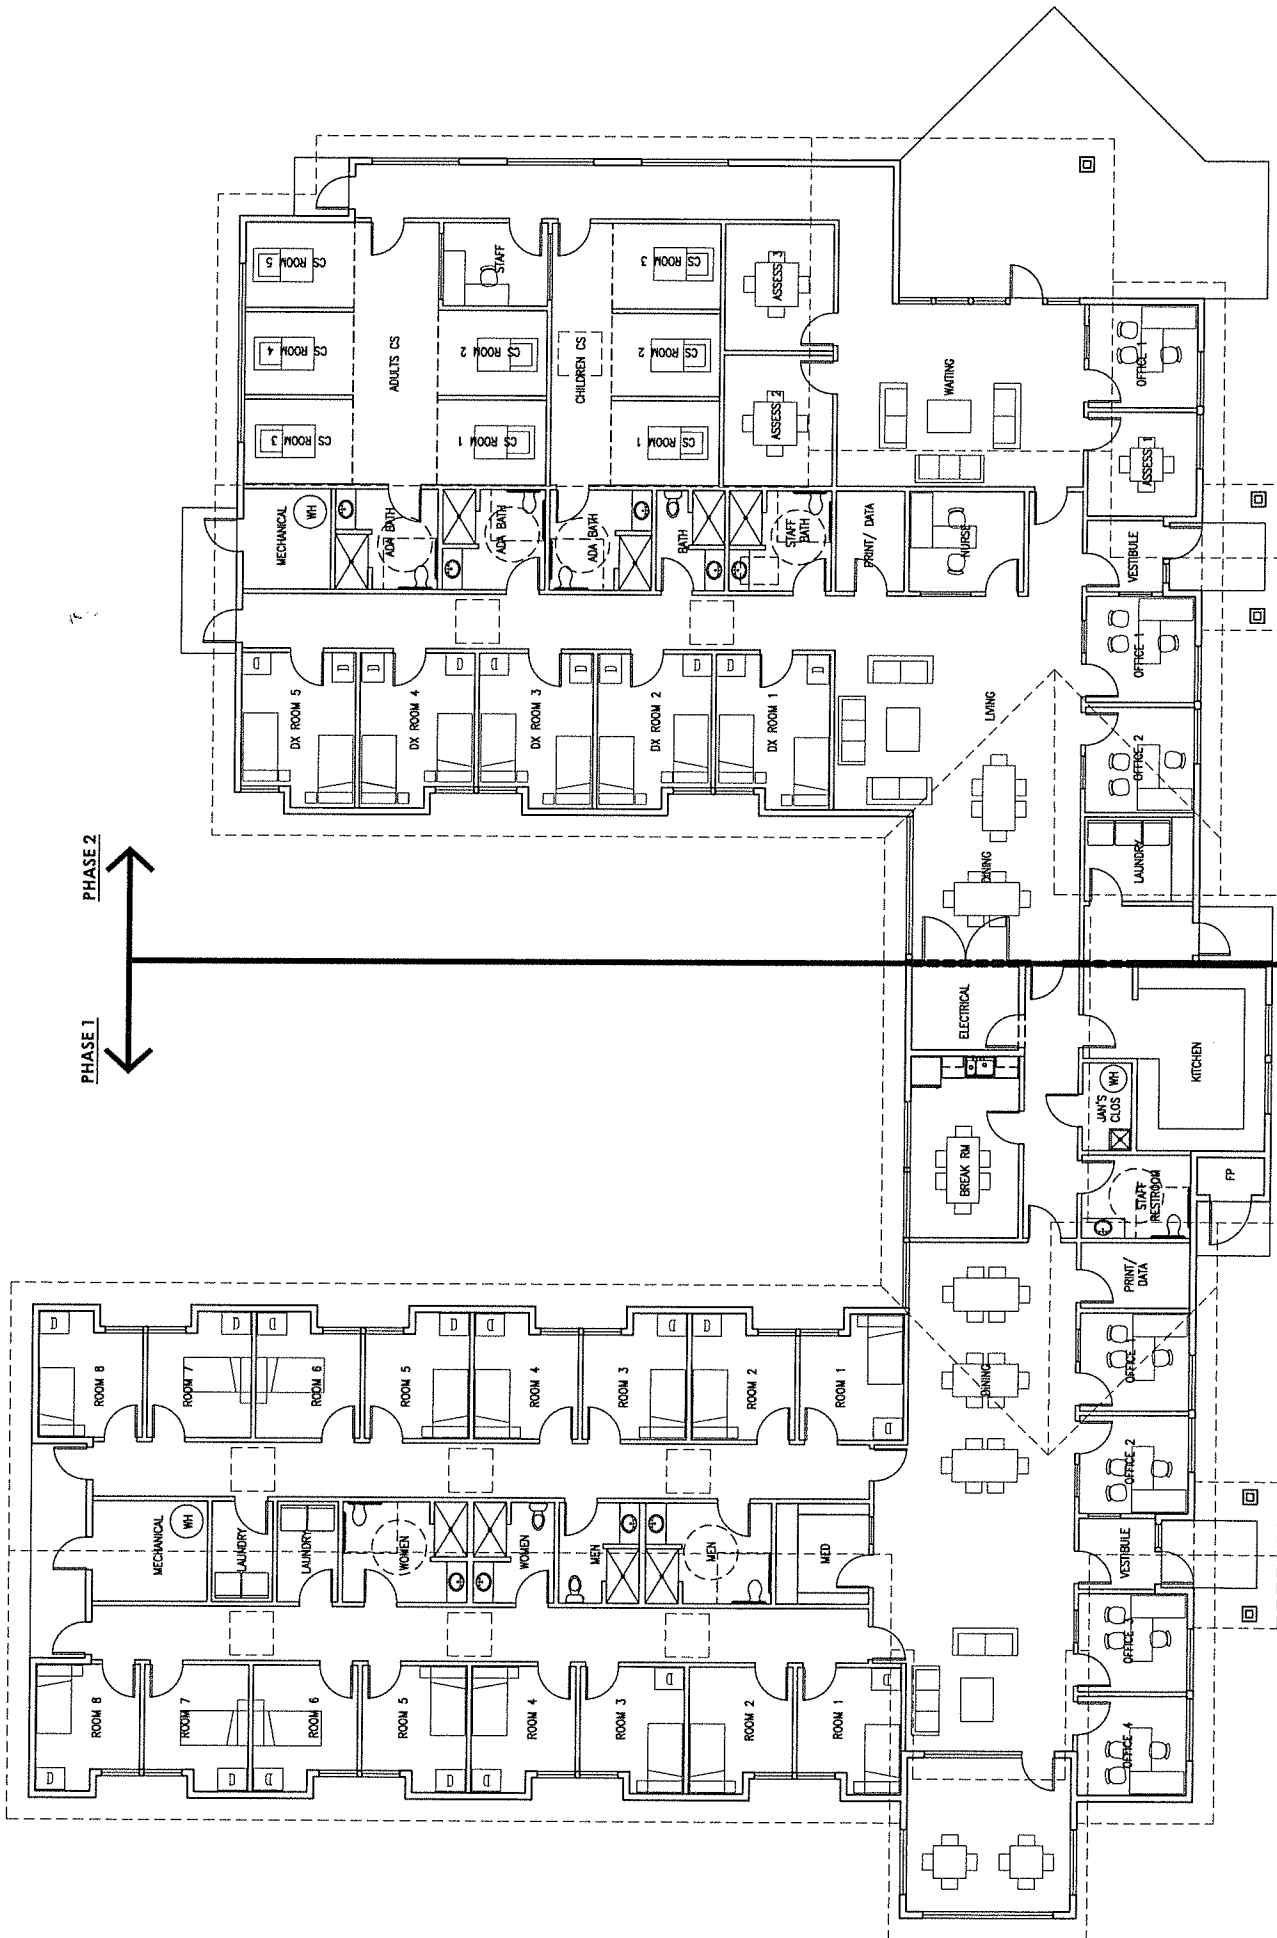 PHASE 1
PHASE 2
ROOM 8
ROOM 7
ROOM 6
ROOM 5
ROOM 4
ROOM 3
ROOM 2
ROOM 1
MECHANICAL
WH
LAUNDRY
LAUNDRY
WOMEN
WOMEN
MEN
MEN
MED
ROOM 8
ROOM 7
ROOM 6
ROOM 5
ROOM 4
ROOM 3
ROOM 2
ROOM 1
DINING
OFFICE 4
OFFICE 3
VESTIBULE
OFFICE 2
OFFICE 1
PRINT/
DATA
STAFF
RESTROOM
FP
BREAK RM
JAN'S
CLOS
WH
KITCHEN
ELECTRICAL
DINING
LAUNDRY
LIVING
OFFICE 2
OFFICE 1
VESTIBULE
DX ROOM 5
DX ROOM 4
DX ROOM 3
DX ROOM 2
DX ROOM 1
MECHANICAL
WH
ADA BATH
ADA BATH
ADA BATH
BATH
STAFF
BATH
PRINT/ DATA
NURSE
CS ROOM
3
CS ROOM
4
CS ROOM
5
ADULTS CS
CS ROOM
1
CS ROOM
2
STAFF
CHILDREN CS
CS ROOM
1
CS ROOM
2
CS ROOM
3
ASSESS 2
ASSESS 3
WAITING
ASSESS 1
OFFICE 1